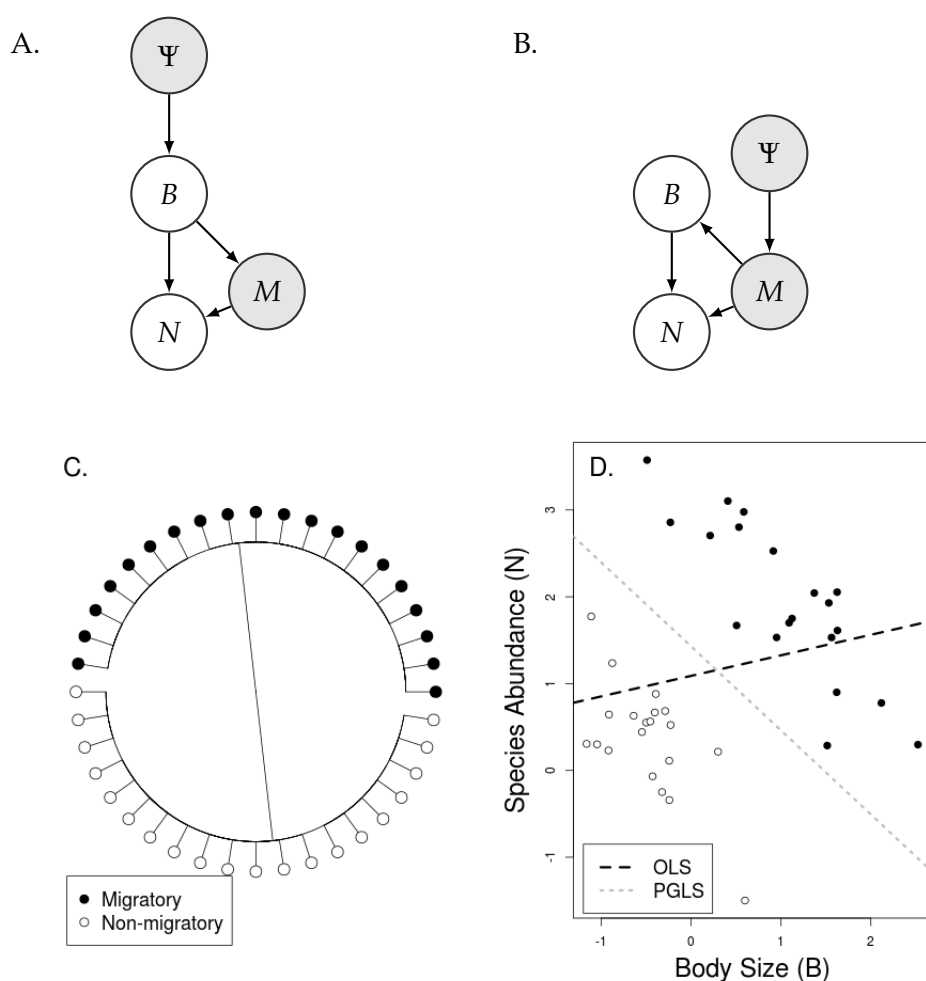 A.
Ψ
B
M
N
B.
Ψ
B
M
N
C.
Migratory
Non-migratory
D.
Species Abundance (N)
3
2
1
0
-1
OLS
PGLS
-1
0
1
2
Body Size (B)